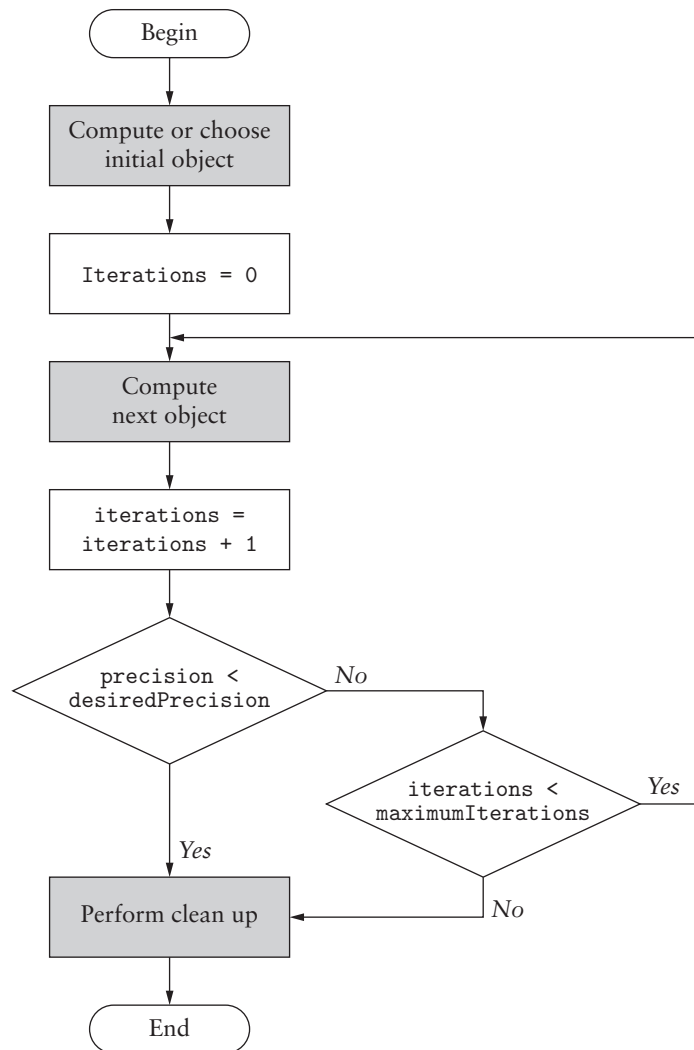 Begin
Compute or choose
initial object
Iterations = 0
Compute
next object
iterations =
iterations + 1
precision <
desiredPrecision
No
iterations <
maximumIterations
Yes
Yes
No
Perform clean up
End